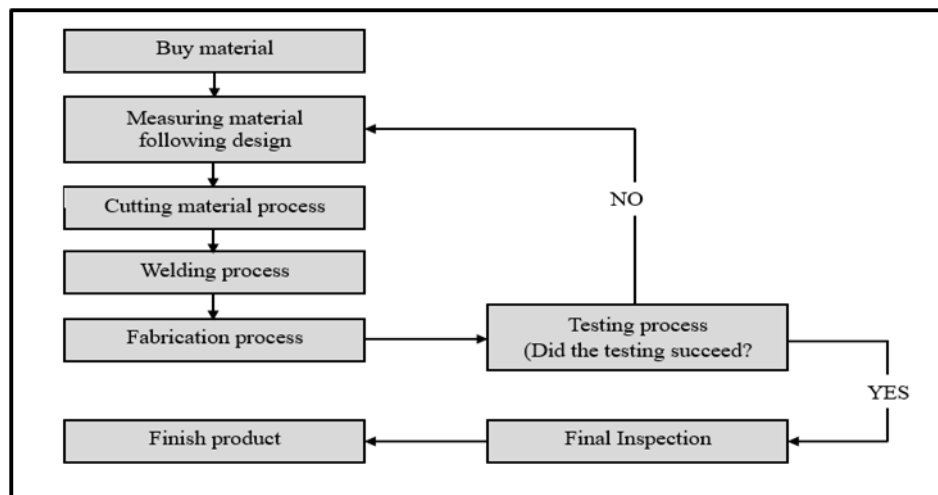 Buy material
Measuring material
following design
Cutting material process
Welding process
Fabrication process
NO
Testing process
(Did the testing succeed?
YES
Final Inspection
Finish product